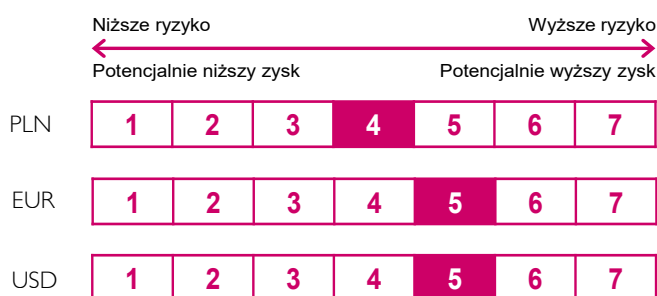 Niższe ryzyko Wyższe ryzyko
Potencjalnie niższy zysk Potencjalnie wyższy zysk
PLN 1 2 3 4 5 6 7
EUR 1 2 3 4 5 6 7
USD 1 2 3 4 5 6 7